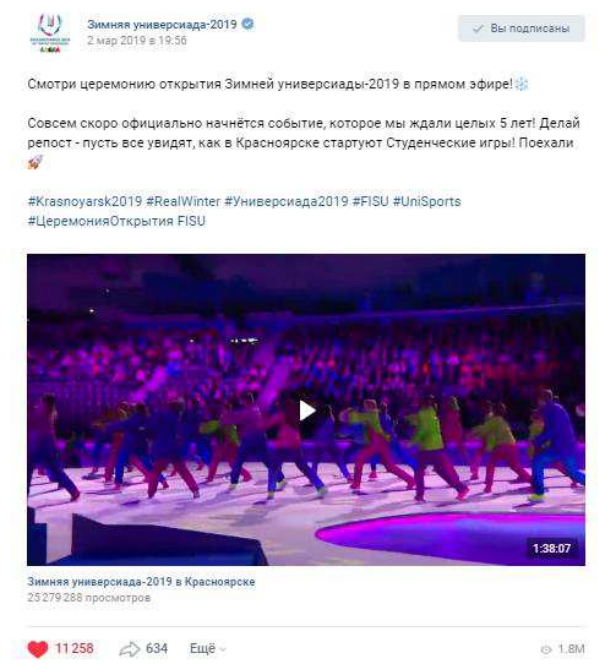 Зимняя универсиада-2019
2 мар 2019 в 19:56
Вы подписаны
Смотри церемонию открытия Зимней универсиады-2019 в прямом эфире!
Совсем скоро официально начнётся событие, которое мы ждали целых 5 лет! Делай
репост - пусть все увидят, как в Красноярске стартуют Студенческие игры! Поехали
#Krasnoyarsk2019 #RealWinter #Универсиада2019 #FISU #UniSports
#ЦеремонияОткрытия FISU
1:38:07
Зимняя универсиада-2019 в Красноярске
25 279 288 просмотров
11 258 634 Ещё 1.8M